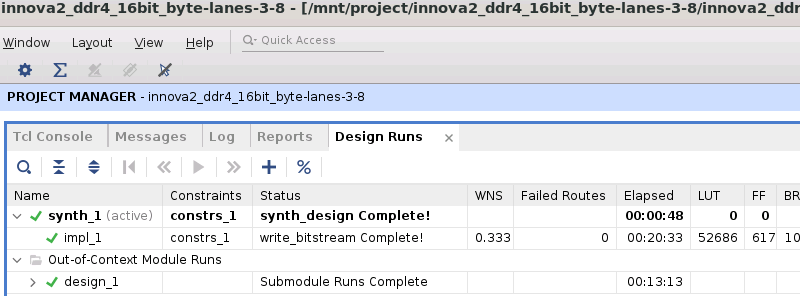 innova2_ddr4_16bit_byte-lanes-3-8 - [/mnt/project/innova2_ddr4_16bit_byte-lanes-3-8/innova2_ddr
Window Layout View Help Quick Access
PROJECT MANAGER - innova2_ddr4_16bit_byte-lanes-3-8
Tcl Console Messages Log Reports Design Runs ×
Name Constraints Status WNS Failed Routes Elapsed LUT FF BR
synth_1 (active) constrs_1 synth_design Complete! 00:00:48 0 0
impl_1 constrs_1 write_bitstream Complete! 0.333 0 00:20:33 52686 617 10
Out-of-Context Module Runs
design_1 Submodule Runs Complete 00:13:13